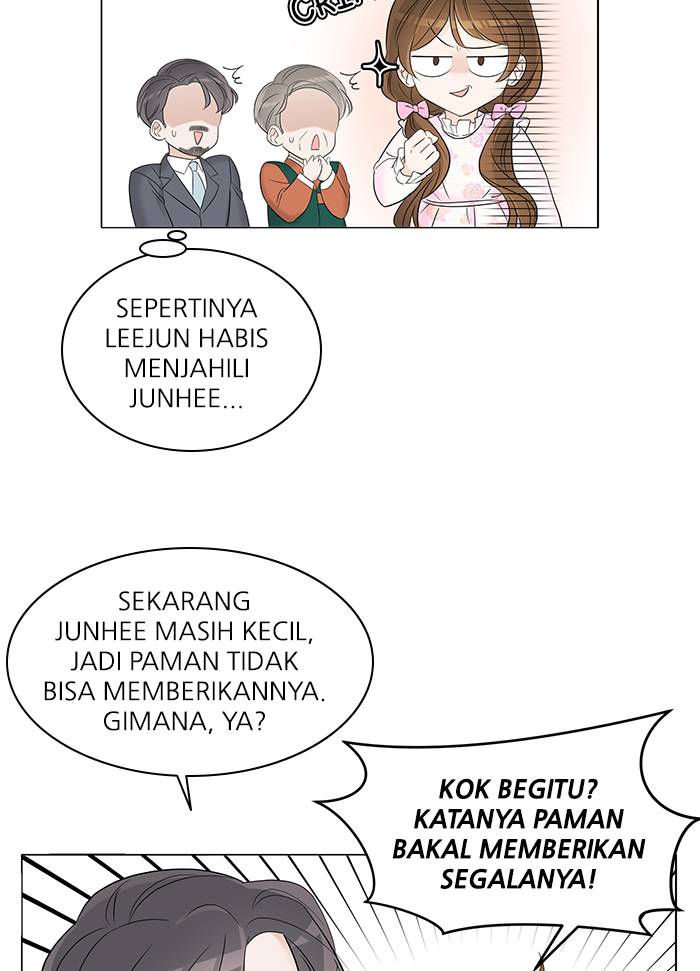 SEPERTINYA
LEEJUN HABIS
MENJAHILI
JUNHEE...
SEKARANG
JUNHEE MASIH KECIL,
JADI PAMAN TIDAK
BISA MEMBERIKANNYA.
GIMANA, YA?
KOK BEGITU?
KATANYA PAMAN
BAKAL MEMBERIKAN
SEGALANYA!